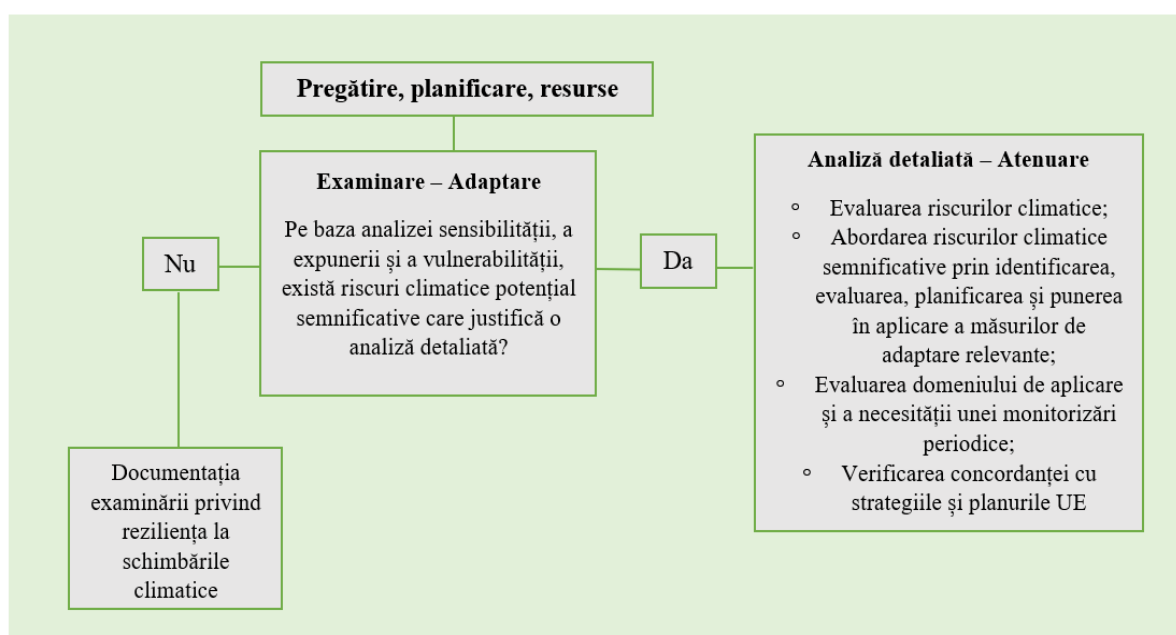 Pregătire, planificare, resurse
Examinare – Adaptare
Pe baza analizei sensibilității, a
expunerii și a vulnerabilității,
există riscuri climatice potențial
semnificative care justifică o
analiză detaliată?
Nu
Da
Documentația
examinării privind
reziliența la
schimbările
climatice
Analiză detaliată – Atenuare
° Evaluarea riscurilor climatice;
° Abordarea riscurilor climatice
semnificative prin identificarea,
evaluarea, planificarea și punerea
în aplicare a măsurilor de
adaptare relevante;
° Evaluarea domeniului de aplicare
și a necesității unei monitorizări
periodice;
° Verificarea concordanței cu
strategiile și planurile UE